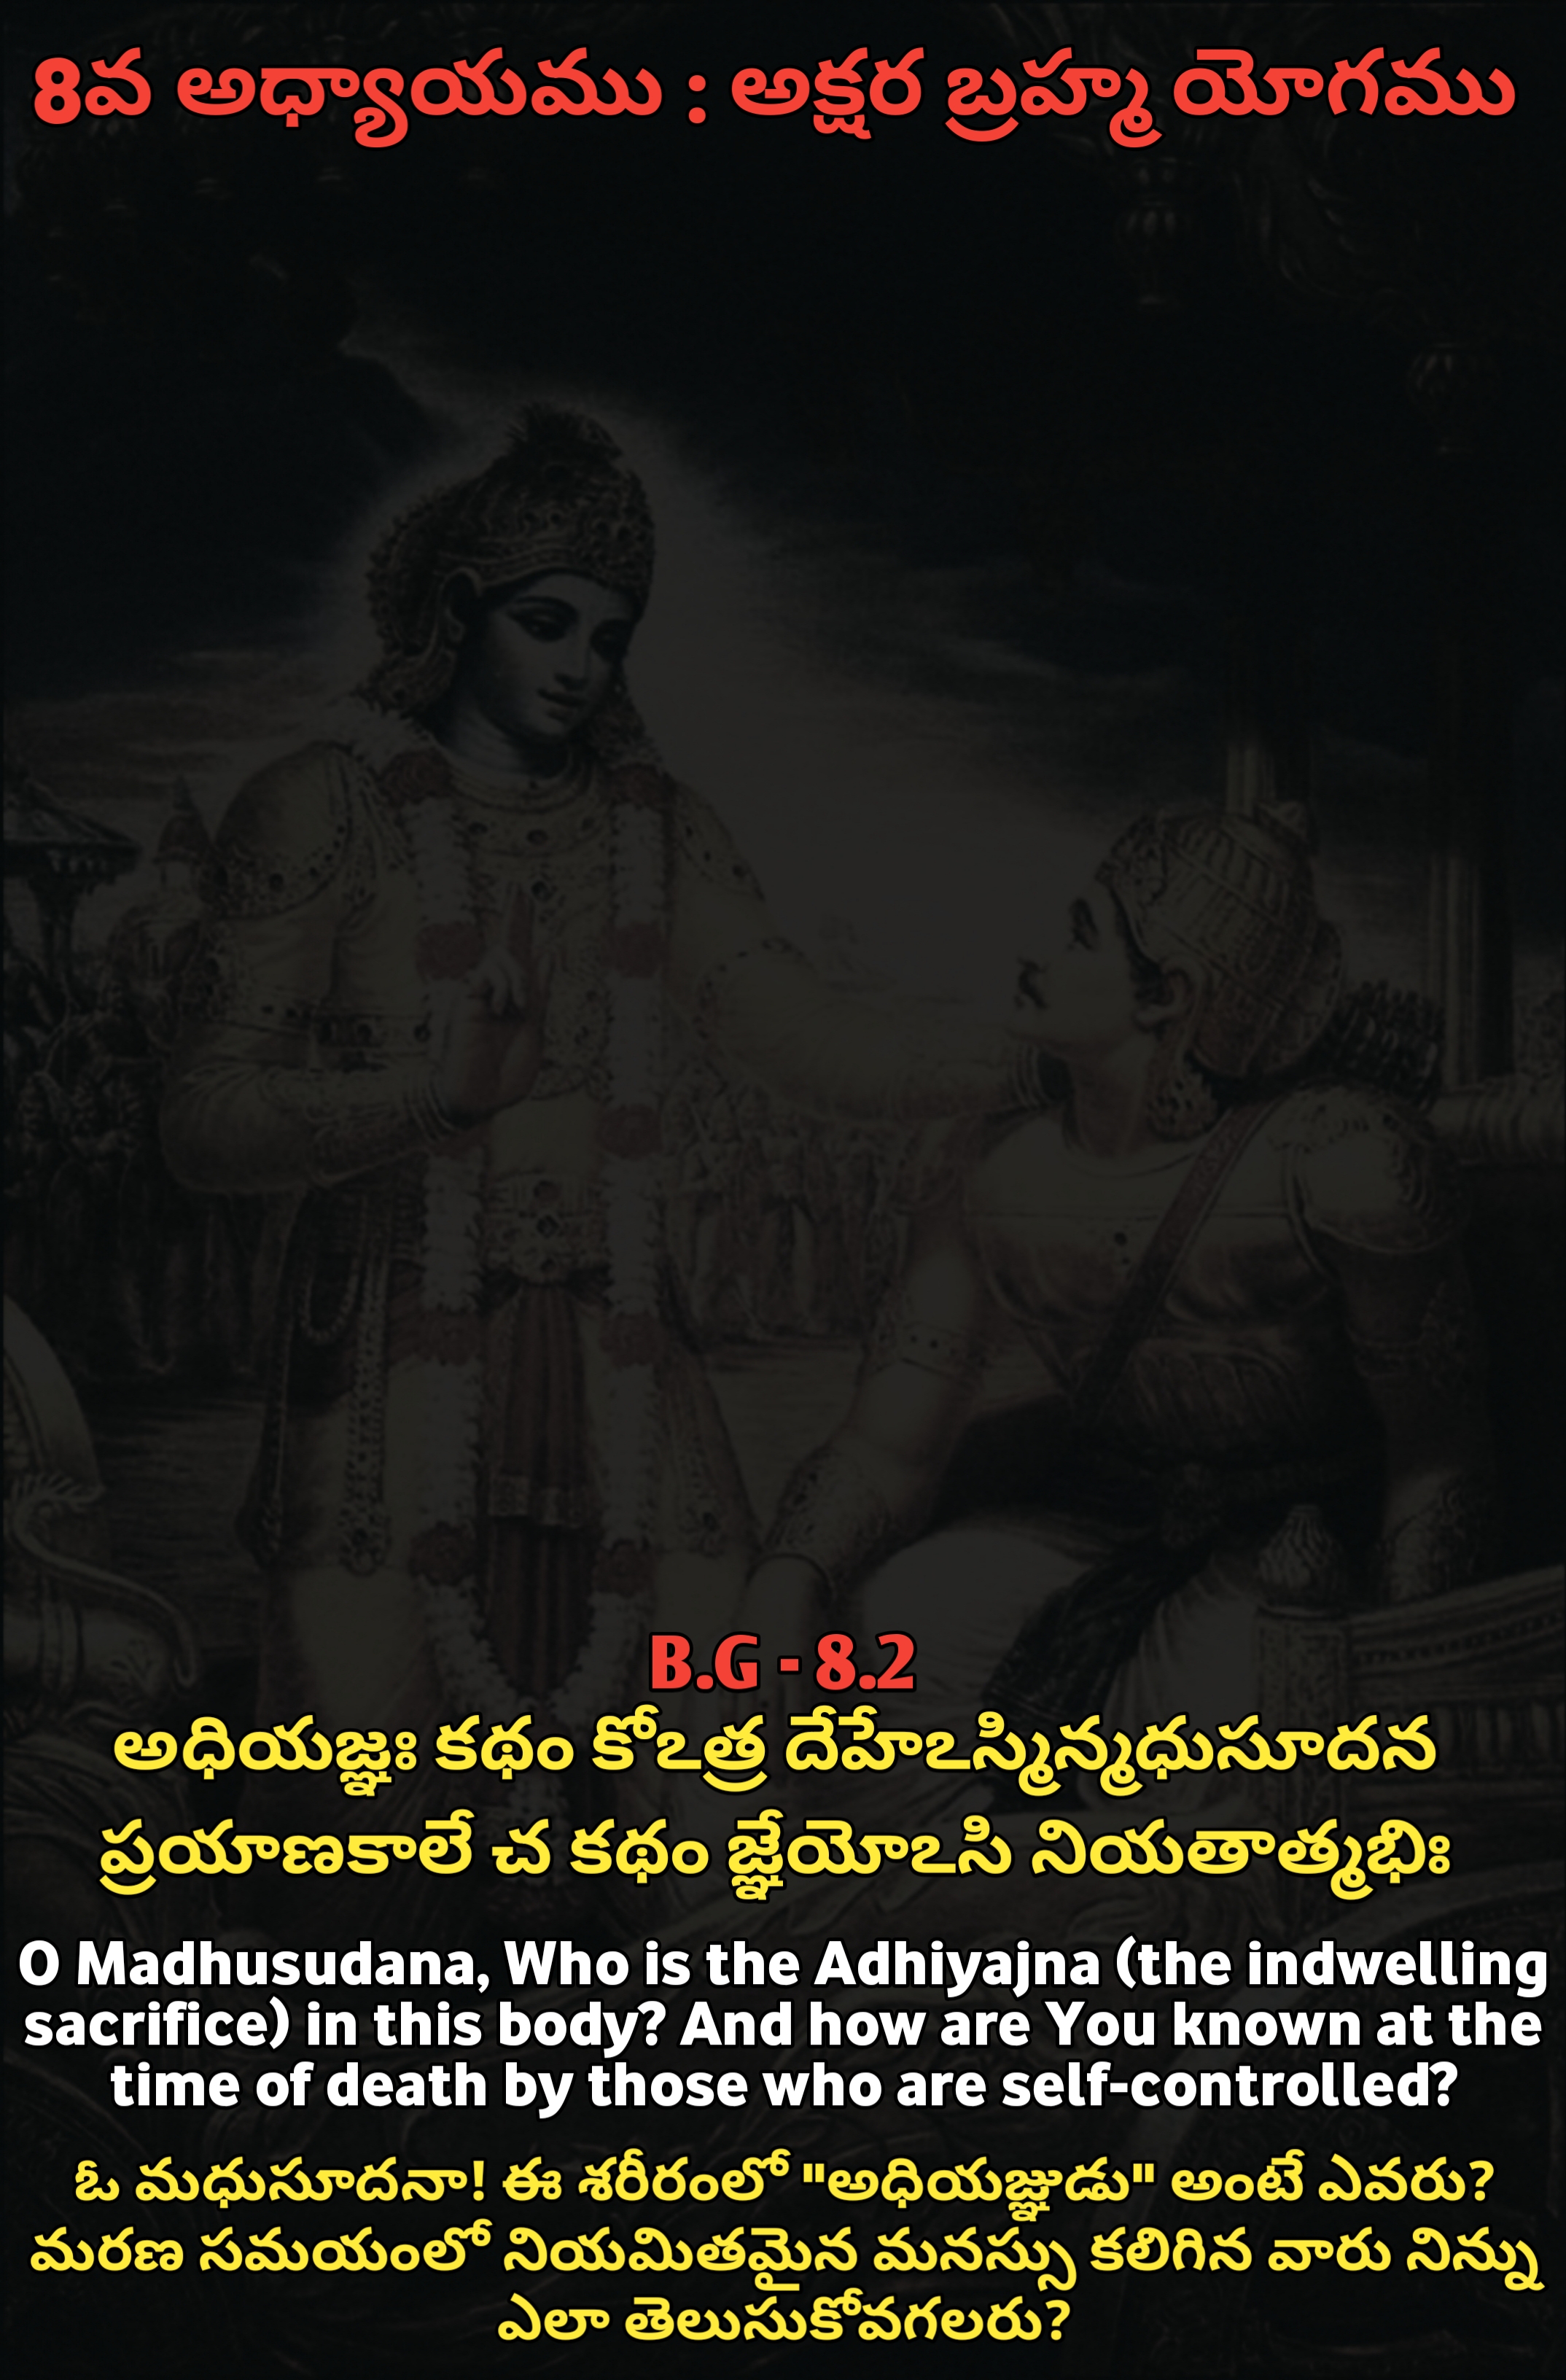 8వ అధ్యాయము : అక్షర బ్రహ్మ యోగము
B.G - 8.2
అధియజ్ఞః కథం కోఽత్ర దేహేఽస్మిన్మధుసూదన
ప్రయాణకాలే చ కథం జ్ఞేయోఽసి నియతాత్మభిః
O Madhusudana, Who is the Adhiyajna (the indwelling
sacrifice) in this body? And how are You known at the
time of death by those who are self-controlled?
ఓ మధుసూదనా! ఈ శరీరంలో "అధియజ్ఞుడు" అంటే ఎవరు?
మరణ సమయంలో నియమితమైన మనస్సు కలిగిన వారు నిన్ను
ఎలా తెలుసుకోవగలరు?